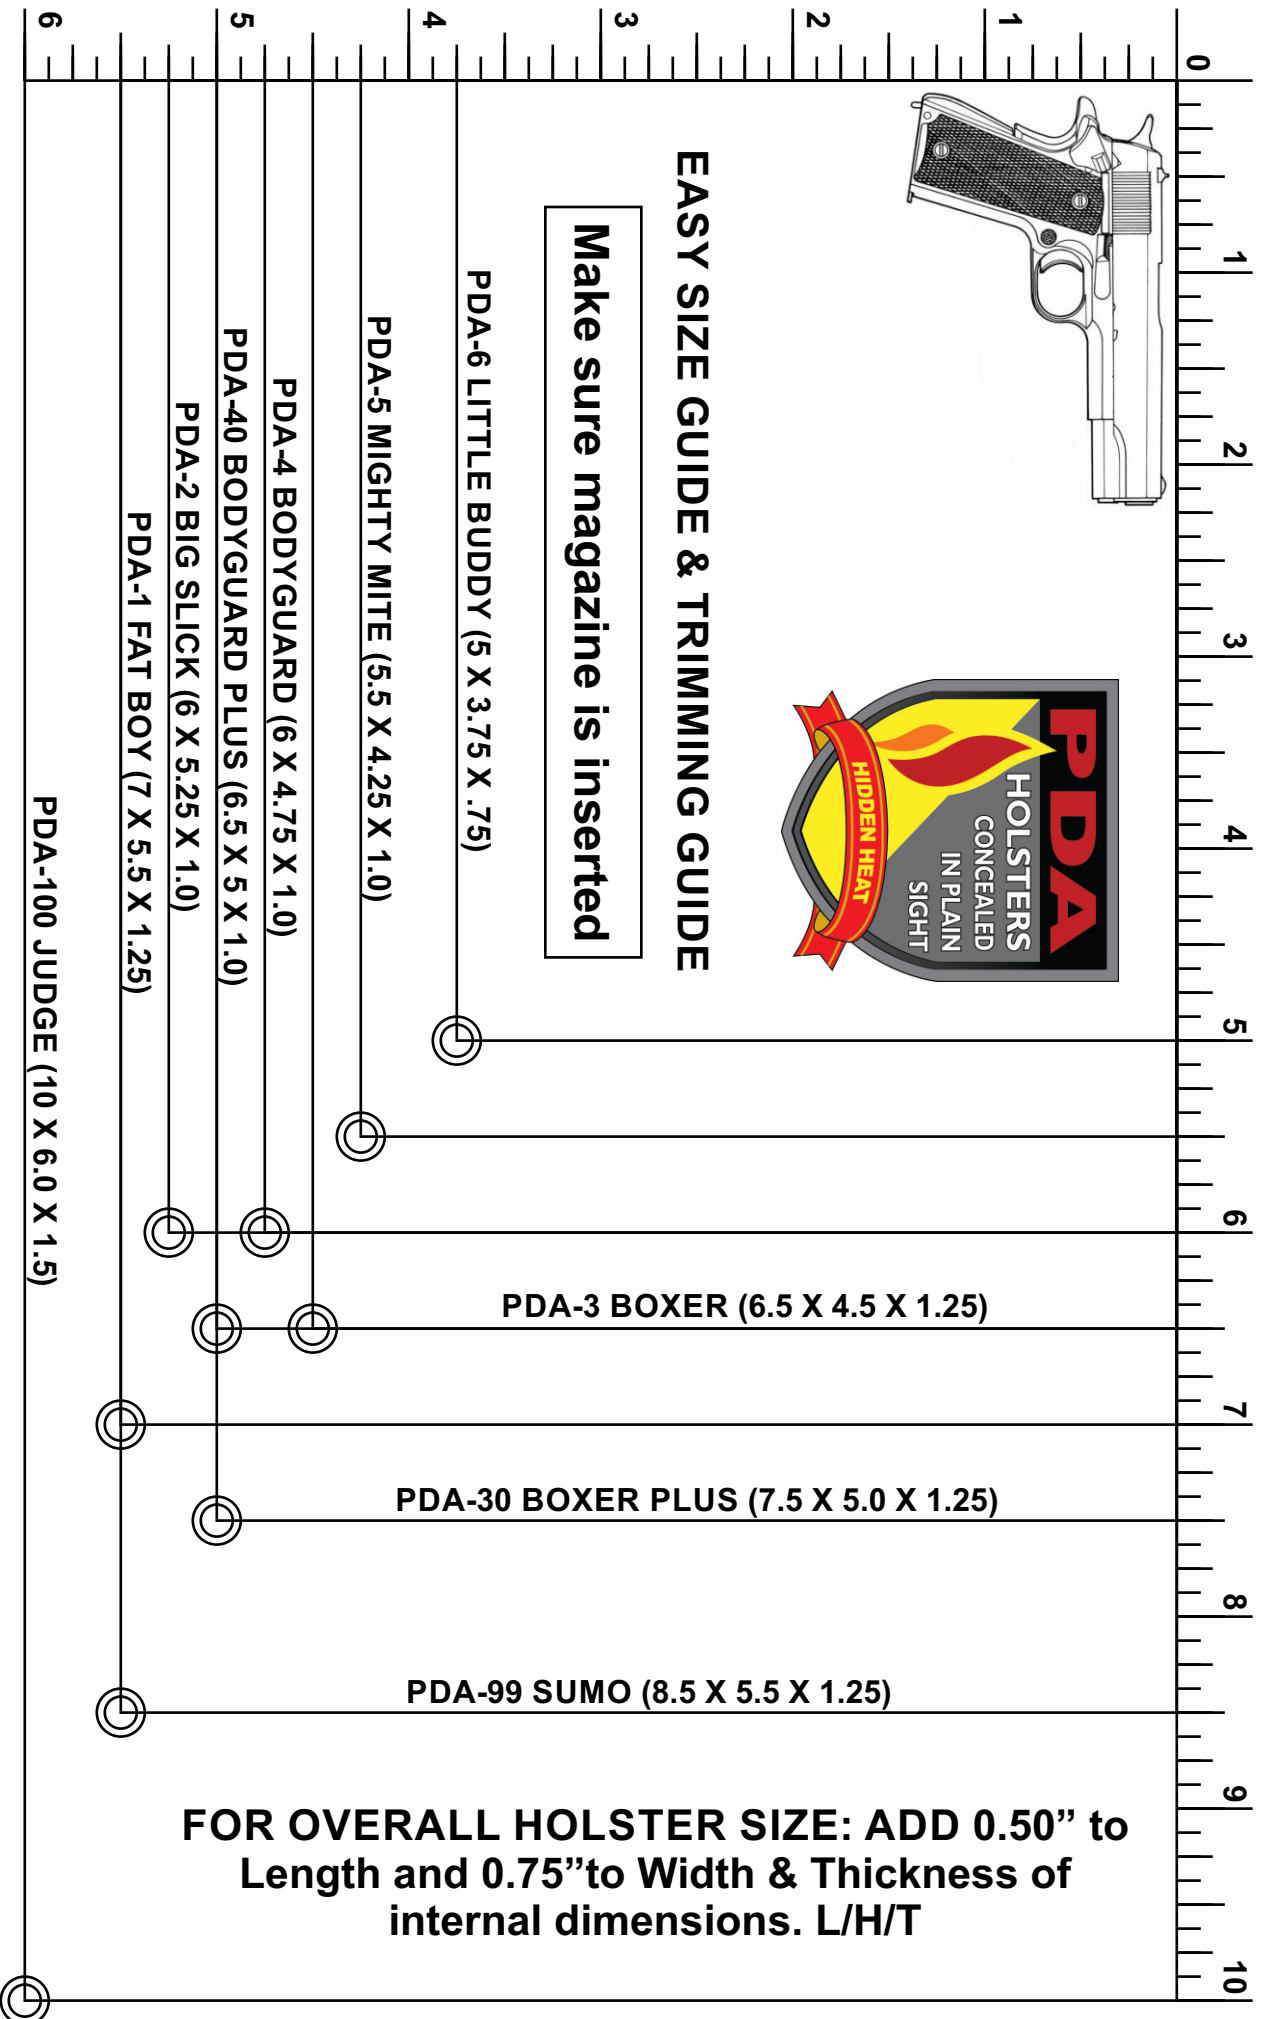 0
1
2
3
4
5
6
1
2
3
4
5
6
7
8
9
10
PDA
HOLSTERS
CONCEALED
IN PLAIN
SIGHT
HIDDEN HEAT
EASY SIZE GUIDE & TRIMMING GUIDE
Make sure magazine is inserted
PDA-6 LITTLE BUDDY (5 X 3.75 X .75)
PDA-5 MIGHTY MITE (5.5 X 4.25 X 1.0)
PDA-4 BODYGUARD (6 X 4.75 X 1.0)
PDA-40 BODYGUARD PLUS (6.5 X 5 X 1.0)
PDA-2 BIG SLICK (6 X 5.25 X 1.0)
PDA-1 FAT BOY (7 X 5.5 X 1.25)
PDA-100 JUDGE (10 X 6.0 X 1.5)
PDA-3 BOXER (6.5 X 4.5 X 1.25)
PDA-30 BOXER PLUS (7.5 X 5.0 X 1.25)
PDA-99 SUMO (8.5 X 5.5 X 1.25)
FOR OVERALL HOLSTER SIZE: ADD 0.50” to
Length and 0.75”to Width & Thickness of
internal dimensions. L/H/T